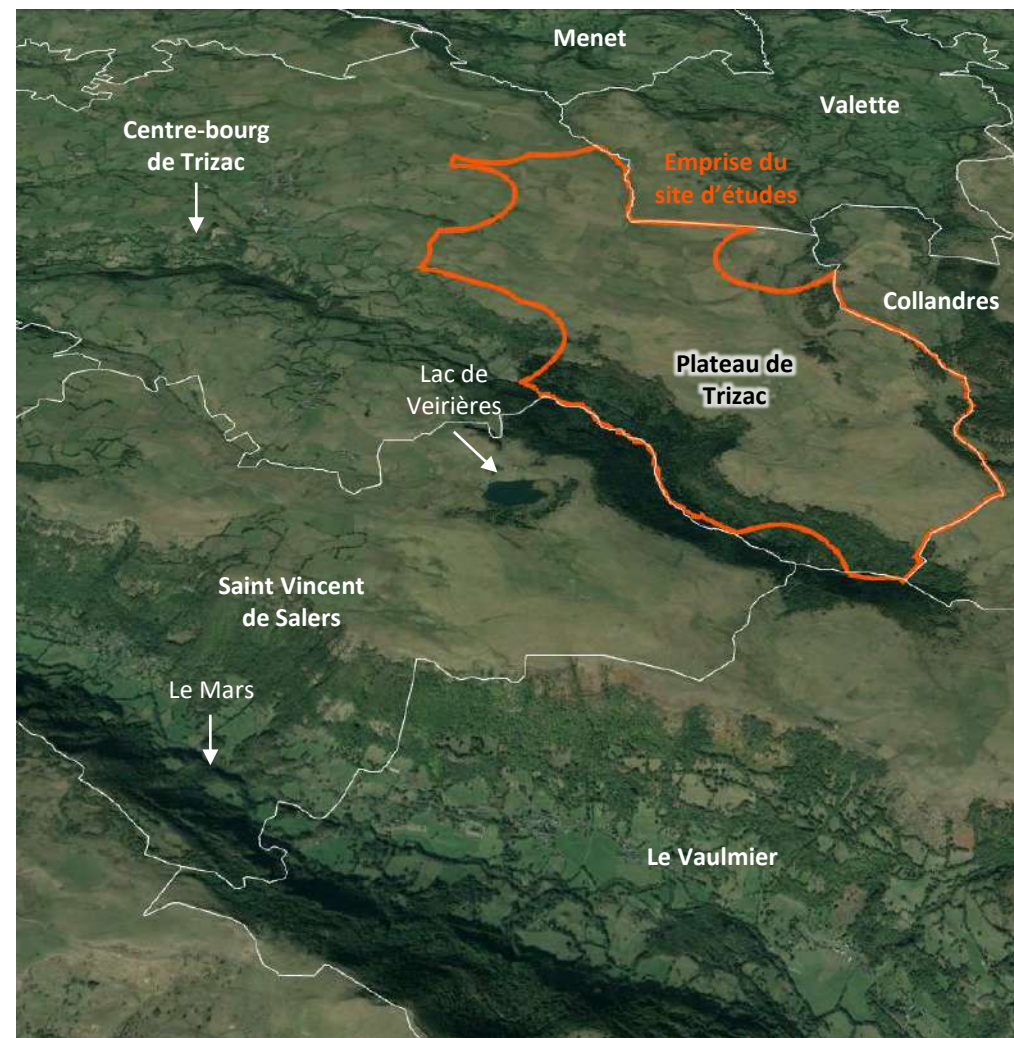 Menet
Valette
Centre-bourg
de Trizac
Emprise du
site d'études
Collandres
Plateau de
Trizac
Lac de
Veirières
Saint Vincent
de Salers
Le Mars
Le Vaulmier